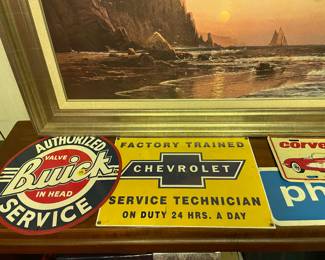 AUTHORIZED
VALVE
Buick
IN HEAD
SERVICE
FACTORY TRAINED
CHEVROLET
SERVICE TECHNICIAN
ON DUTY 24 HRS. A DAY
corve
ph